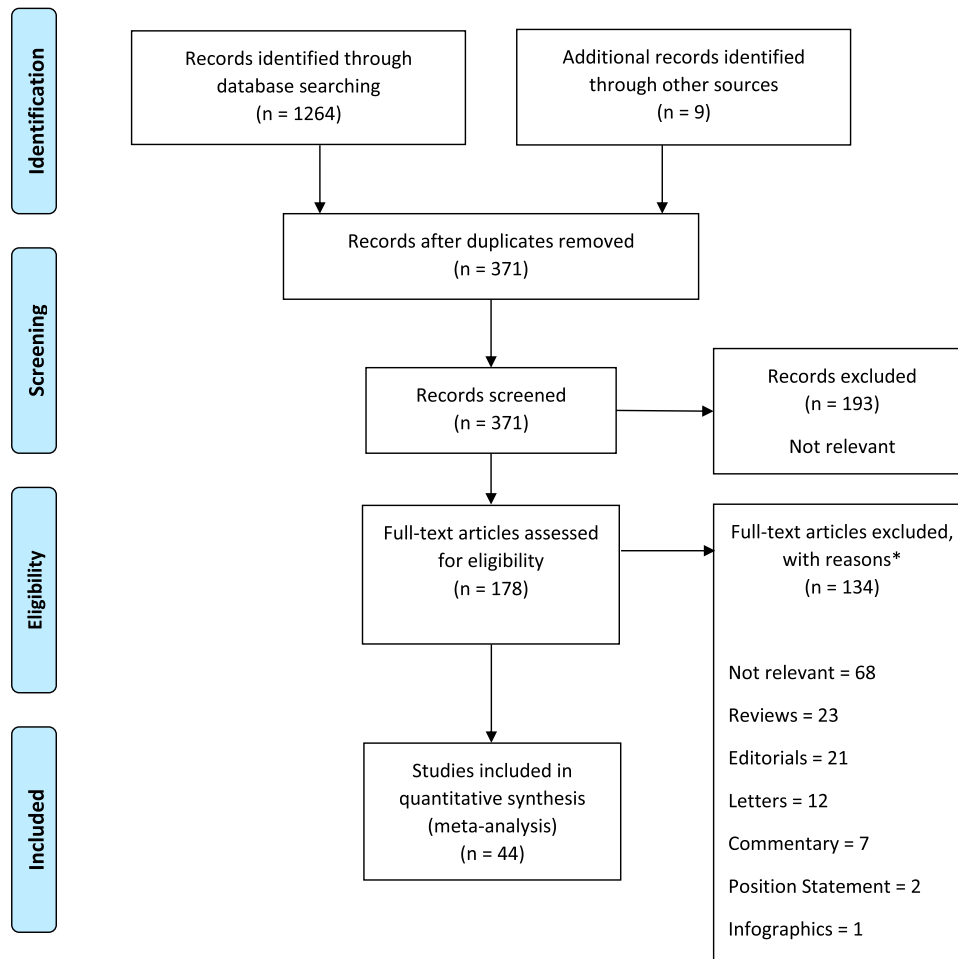 Identification
Records identified through
database searching
(n = 1264)
Additional records identified
through other sources
(n = 9)
Records after duplicates removed
(n = 371)
Screening
Records screened
(n = 371)
Records excluded
(n = 193)
Not relevant
Eligibility
Full-text articles assessed
for eligibility
(n = 178)
Full-text articles excluded,
with reasons*
(n = 134)
Not relevant = 68
Reviews = 23
Editorials = 21
Letters = 12
Commentary = 7
Position Statement = 2
Infographics = 1
Included
Studies included in
quantitative synthesis
(meta-analysis)
(n = 44)